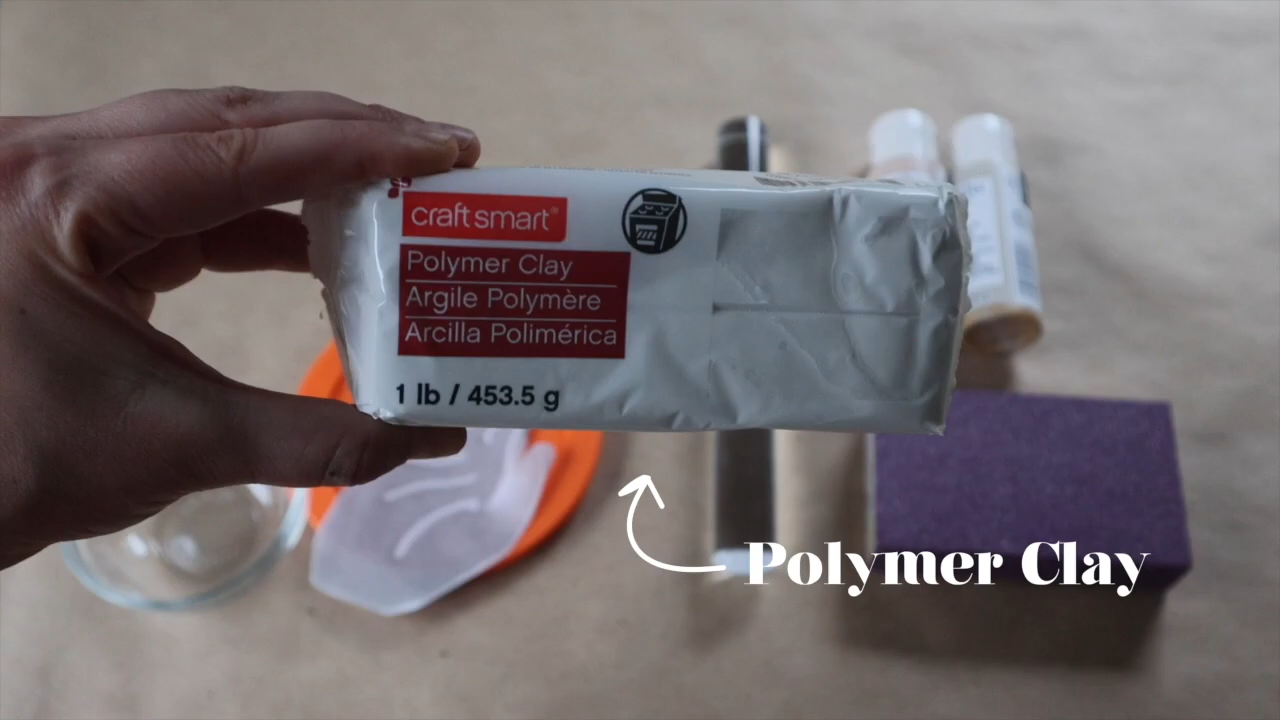 craft smart®
Polymer Clay
Argile Polymère
Arcilla Polimérica
1 lb / 453.5 g
Polymer Clay